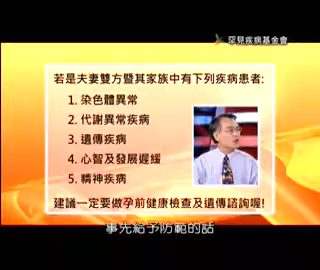 罕見疾病基金會
若是夫妻雙方暨其家族中有下列疾病患者:
1. 染色體異常
2. 代謝異常疾病
3. 遺傳疾病
4. 心智及發展遲緩
5. 精神疾病
建議一定要做孕前健康檢查及遺傳諮詢喔!
事先給予防範的話